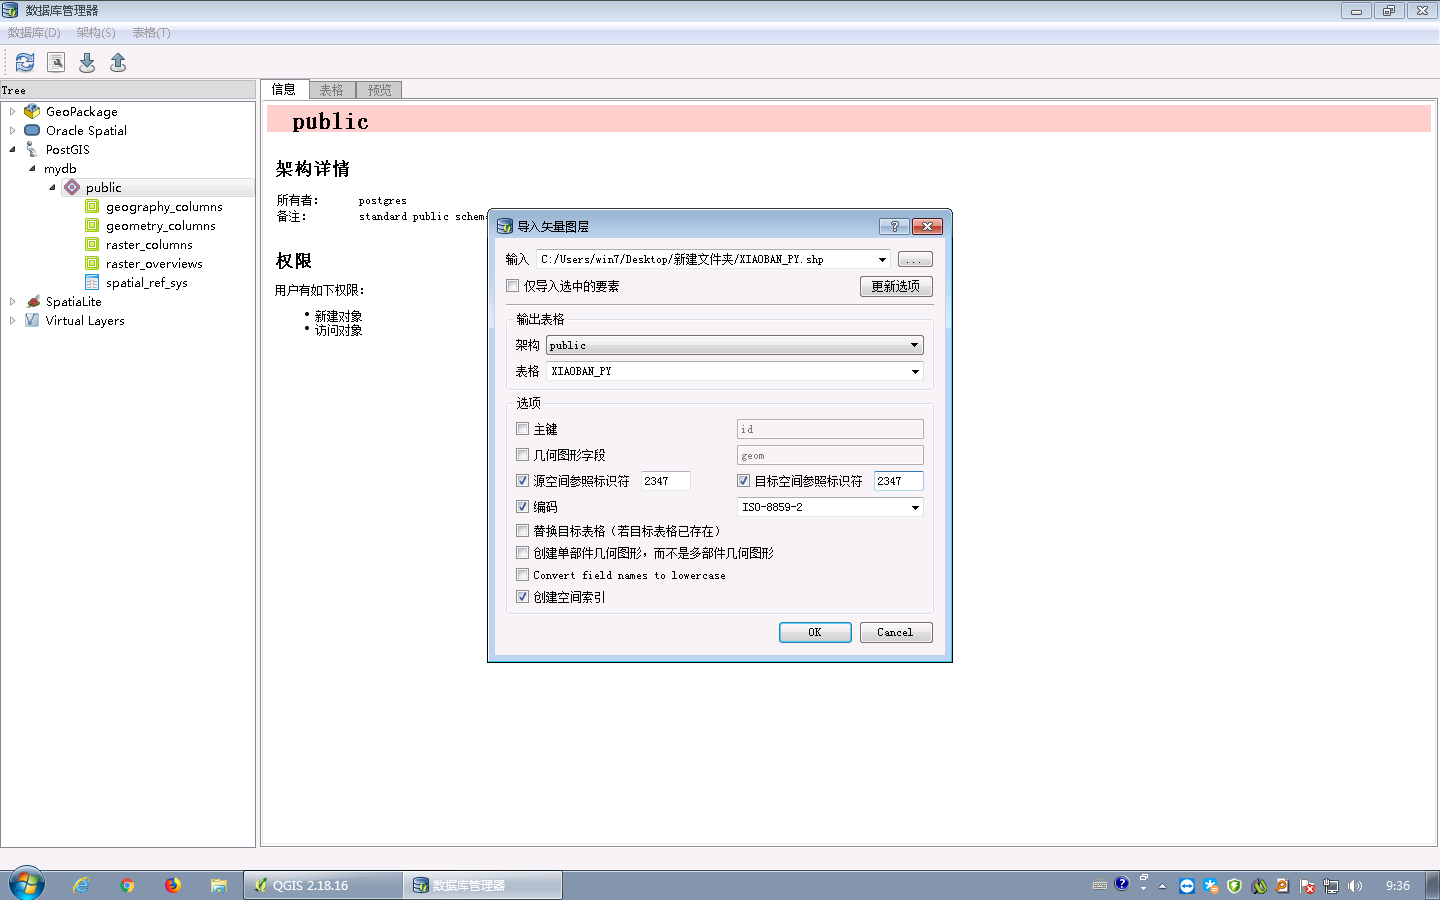 数据库管理器
数据库(D) 架构(S) 表格(T)
Tree
GeoPackage
Oracle Spatial
PostGIS
mydb
public
geography_columns
geometry_columns
raster_columns
raster_overviews
spatial_ref_sys
SpatiaLite
Virtual Layers
信息 表格 预览
public
架构详情
所有者: postgres
备注: standard public schem
权限
用户有如下权限:
• 新建对象
• 访问对象
导入矢量图层
输入 C:/Users/win7/Desktop/新建文件夹/XIAOBAN_PY.shp ...
仅导入选中的要素 更新选项
输出表格
架构 public
表格 XIAOBAN_PY
选项
主键 id
几何图形字段 geom
源空间参照标识符 2347 目标空间参照标识符 2347
编码 ISO-8859-2
替换目标表格（若目标表格已存在）
创建单部件几何图形，而不是多部件几何图形
Convert field names to lowercase
创建空间索引
OK Cancel
QGIS 2.18.16 数据库管理器 9:36